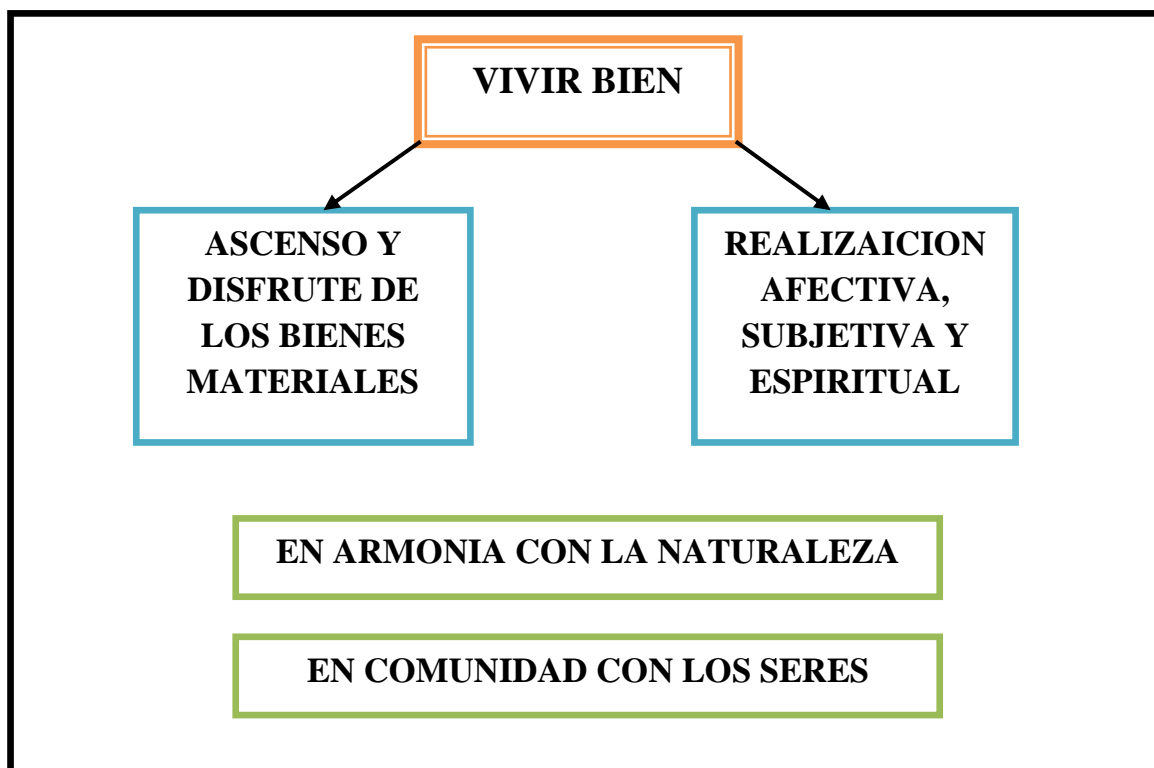 VIVIR BIEN
ASCENSO Y
DISFRUTE DE
LOS BIENES
MATERIALES
REALIZAICION
AFECTIVA,
SUBJETIVA Y
ESPIRITUAL
EN ARMONIA CON LA NATURALEZA
EN COMUNIDAD CON LOS SERES